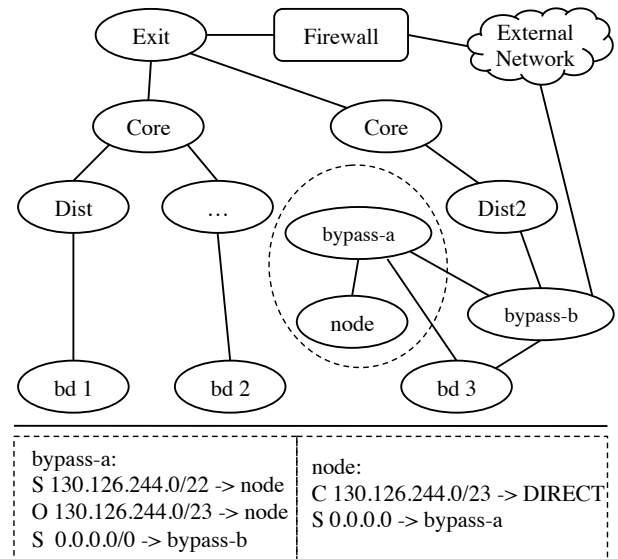 Exit
Firewall
External
Network
Core
Core
Dist
...
bypass-a
Dist2
node
bypass-b
bd 1
bd 2
bd 3
bypass-a:
S 130.126.244.0/22 -> node
O 130.126.244.0/23 -> node
S 0.0.0.0/0 -> bypass-b
node:
C 130.126.244.0/23 -> DIRECT
S 0.0.0.0 -> bypass-a